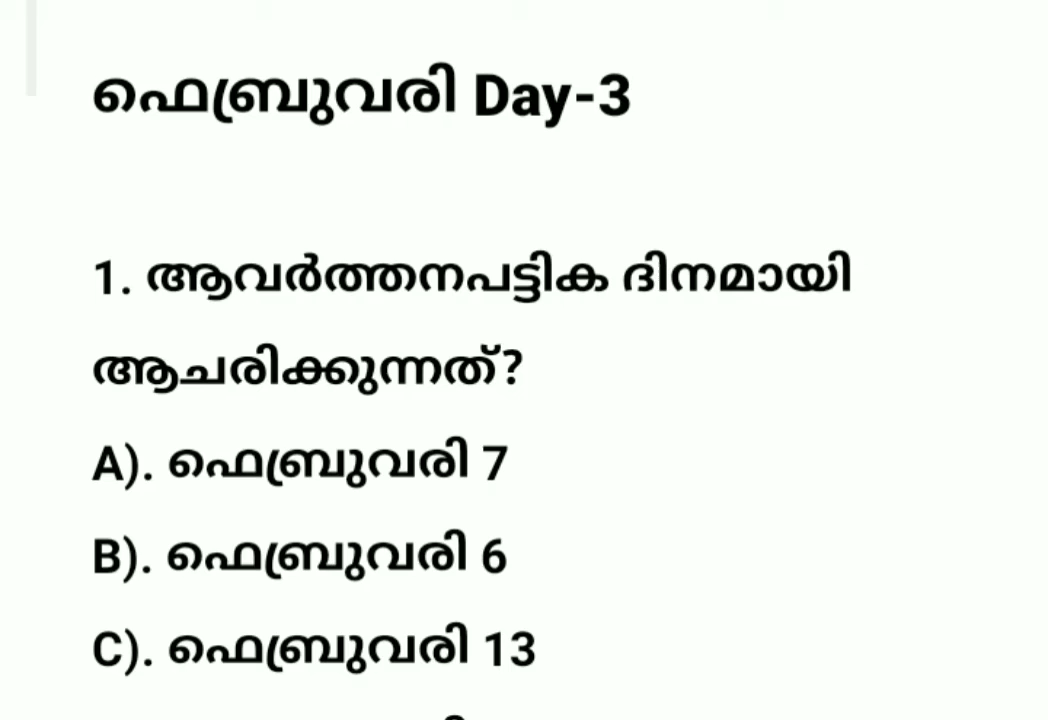 ഫെബ്രുവരി Day-3
1. ആവർത്തനപട്ടിക ദിനമായി
ആചരിക്കുന്നത്?
A). ഫെബ്രുവരി 7
B). ഫെബ്രുവരി 6
C). ഫെബ്രുവരി 13